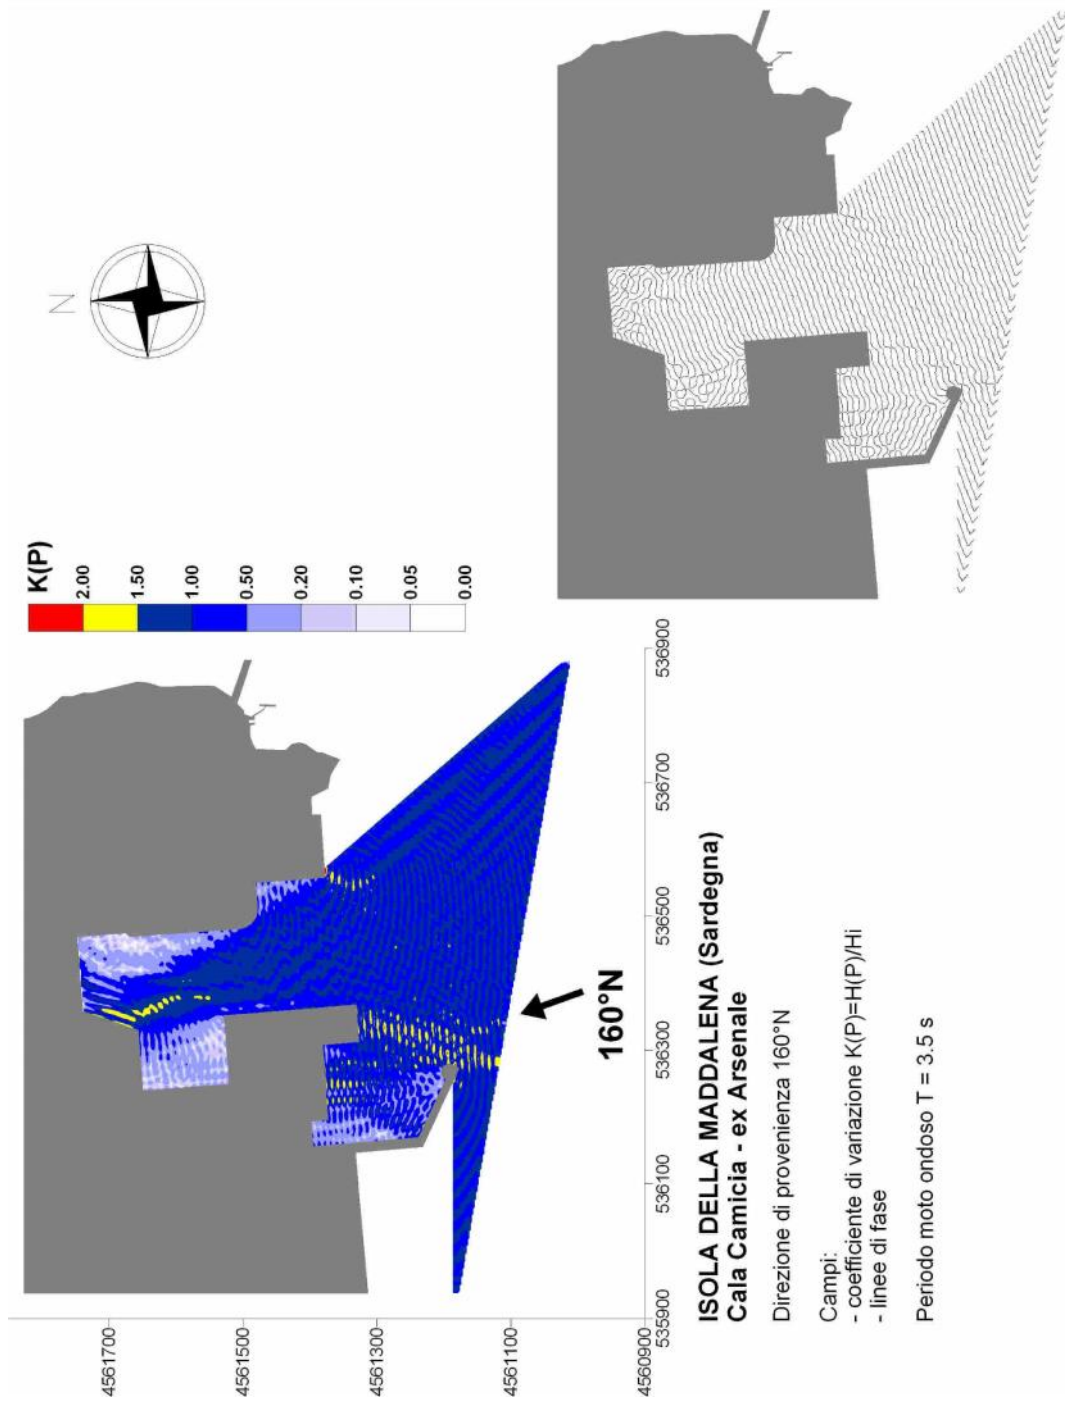 N
K(P)
2.00
1.50
1.00
0.50
0.20
0.10
0.05
0.00
4561700
4561500
4561300
4561100
4560900
535900
536100
536300
536500
536700
536900
160°N
ISOLA DELLA MADDALENA (Sardegna)
Cala Camicia - ex Arsenale
Direzione di provenienza 160°N
Campi:
- coefficiente di variazione K(P)=H(P)/Hi
- linee di fase
Periodo moto ondoso T = 3.5 s